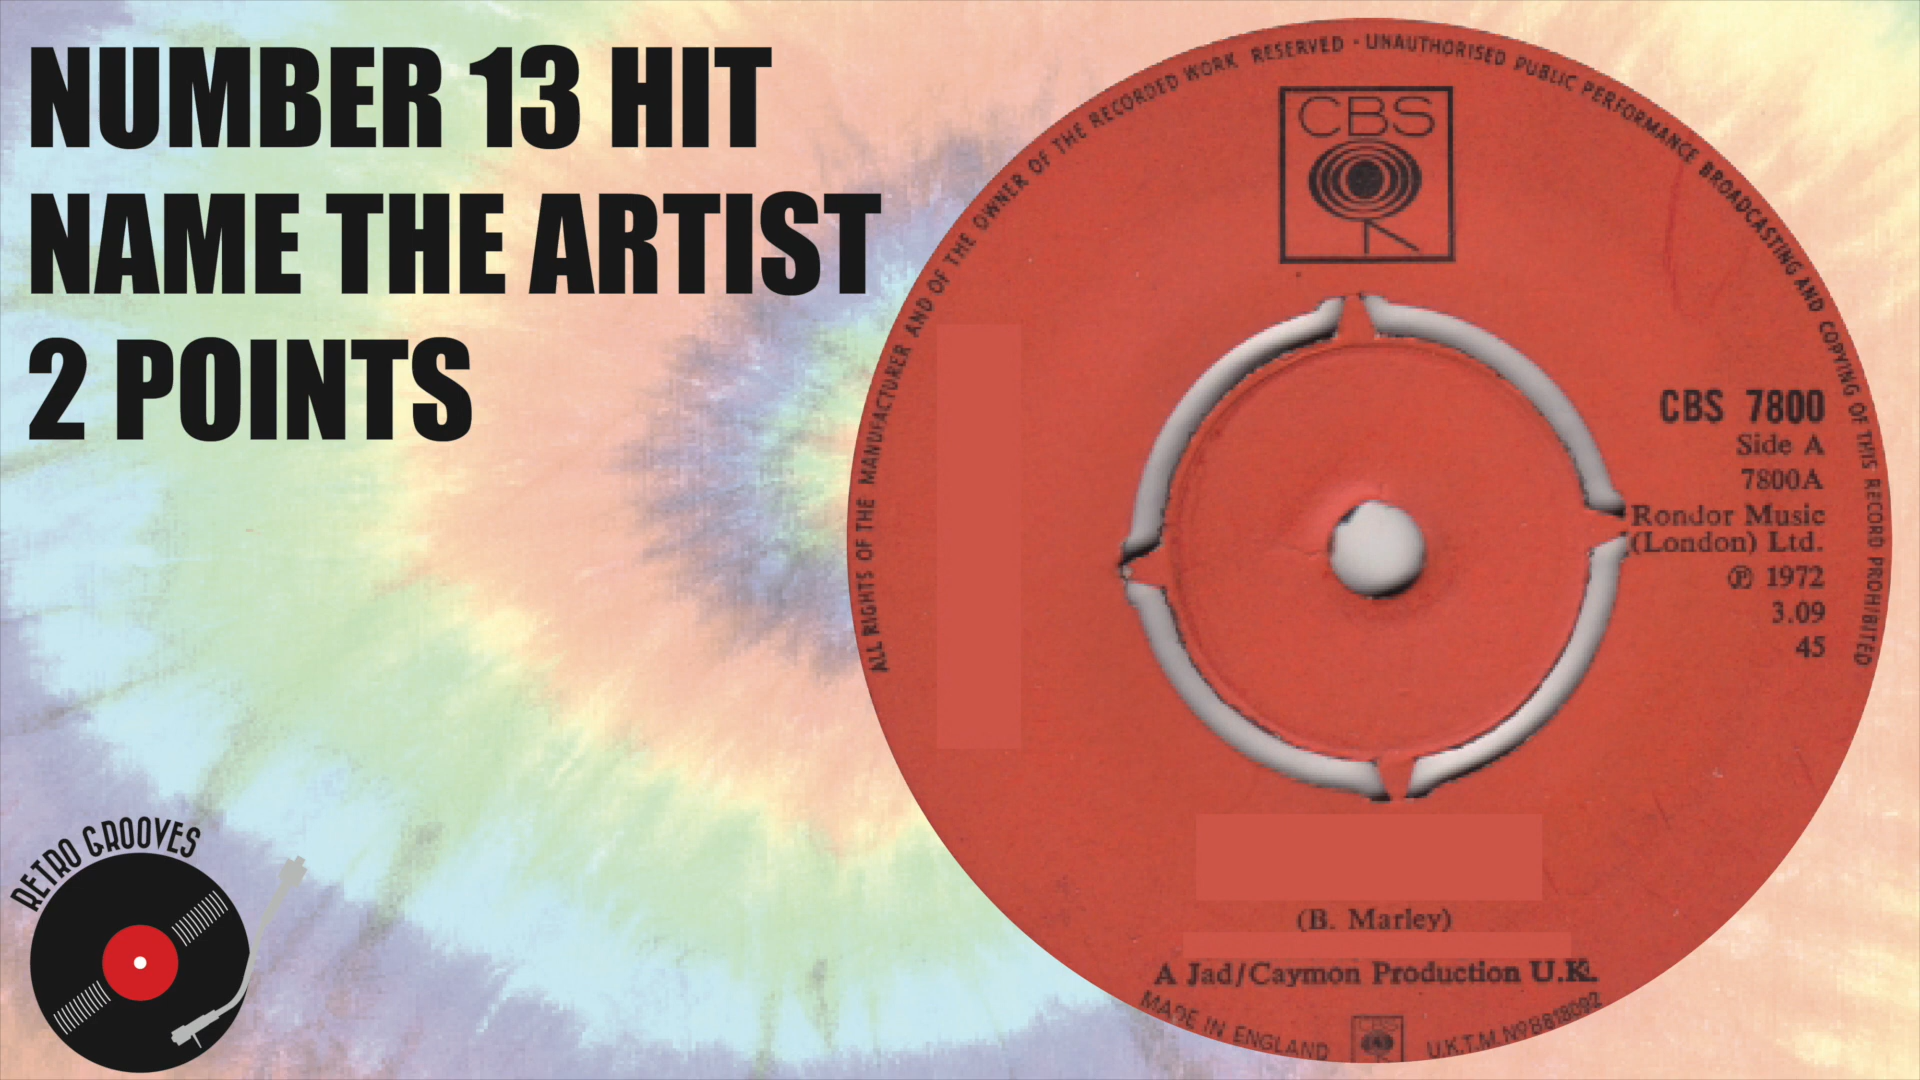 NUMBER 13 HIT
NAME THE ARTIST
2 POINTS
RETRO GROOVES
ALL RIGHTS OF THE MANUFACTURER AND OF THE OWNER OF THE RECORDED WORK RESERVED - UNAUTHORISED PUBLIC PERFORMANCE BROADCASTING AND COPYING OF THIS RECORD PROHIBITED
CBS
CBS 7800
Side A
7800A
Rondor Music
(London) Ltd.
℗ 1972
3.09
45
(B. Marley)
A Jad/Caymon Production U.K.
MADE IN ENGLAND
CBS
U.K.T.M. No